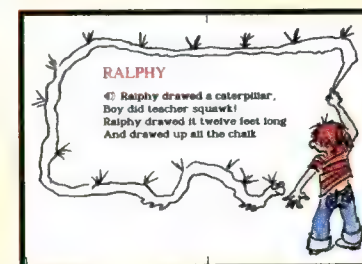 RALPHY
Ralphy drawed a caterpillar,
Boy did teacher squawk!
Ralphy drawed it twelve feet long
And drawed up all the chalk